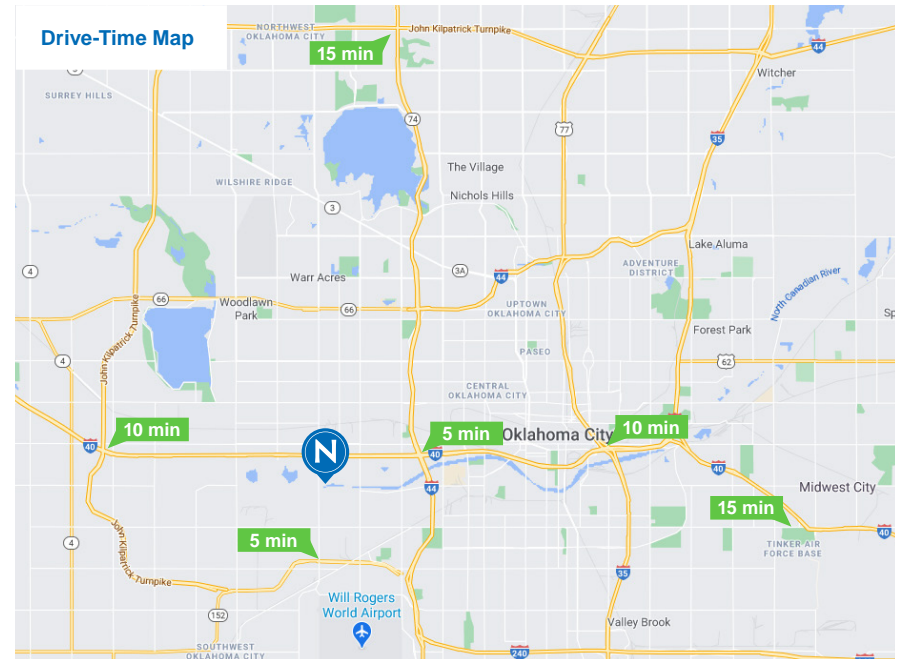 Drive-Time Map
NORTHWEST
OKLAHOMA CITY
John Kilpatrick Turnpike
15 min
44
3
Witcher
SURREY HILLS
74
77
35
The Village
WILSHIRE RIDGE
Nichols Hills
3
Lake Aluma
4
3A
44
ADVENTURE
DISTRICT
North Canadian River
Warr Acres
66
Woodlawn
Park
66
UPTOWN
OKLAHOMA CITY
Sp
Forest Park
John Kilpatrick Turnpike
PASEO
4
62
CENTRAL
OKLAHOMA CITY
10 min
5 min
Oklahoma City
10 min
40
N
40
40
44
Midwest City
15 min
John Kilpatrick Turnpike
4
5 min
40
TINKER AIR
FORCE BASE
35
Will Rogers
World Airport
152
Valley Brook
SOUTHWEST
OKLAHOMA CITY
240